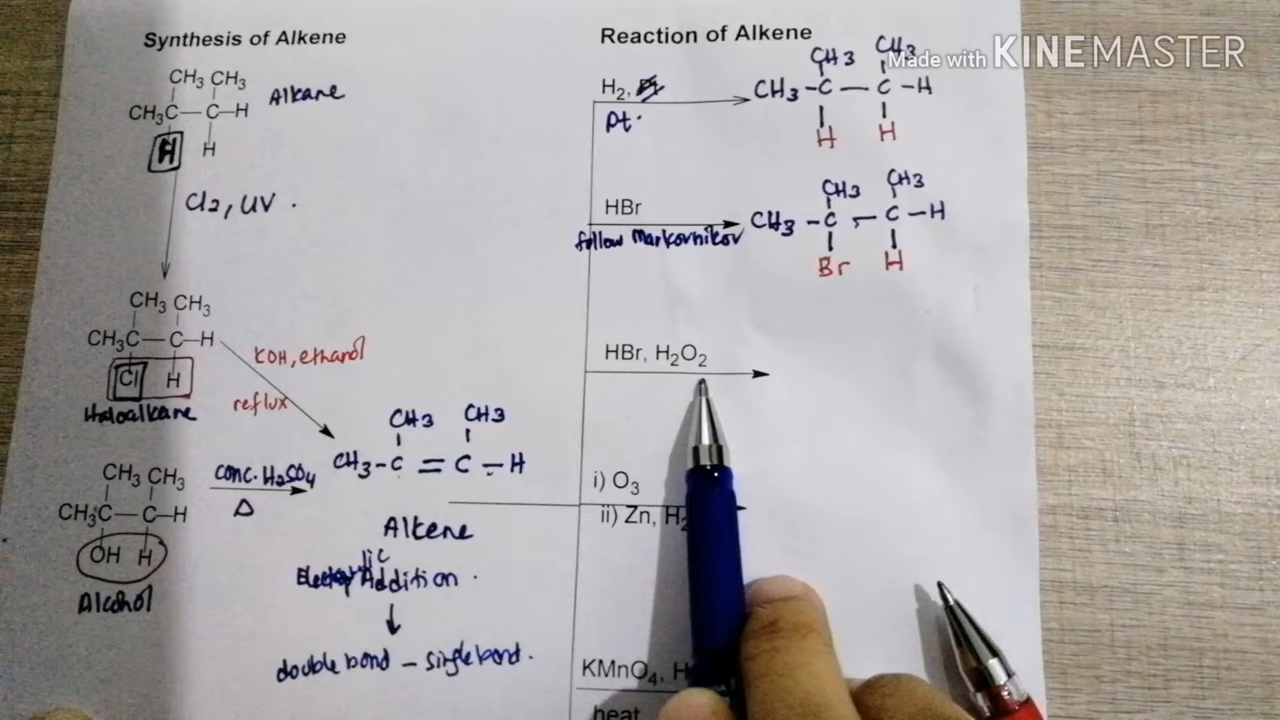 Synthesis of Alkene
CH3 CH3
CH3C — C—H Alkane
H H
Cl2, UV .
CH3 CH3
CH3C — C—H
Cl H
Haloalkane
KOH, ethanol
reflux
CH3 CH3
CH3C — C—H
OH H
Alcohol
conc. H2SO4
Δ
CH3 CH3
CH3-C = C-H
Alkene
lic
Addition .
↓
double bond - single bond.
Reaction of Alkene
Made with KINEMASTER
H2,
Pt.
CH3 CH3
CH3 - C — C - H
H H
HBr
follow Markovnikov
CH3 CH3
CH3 - C - C - H
Br H
HBr, H2O2
i) O3
ii) Zn, H2
KMnO4, H
heat